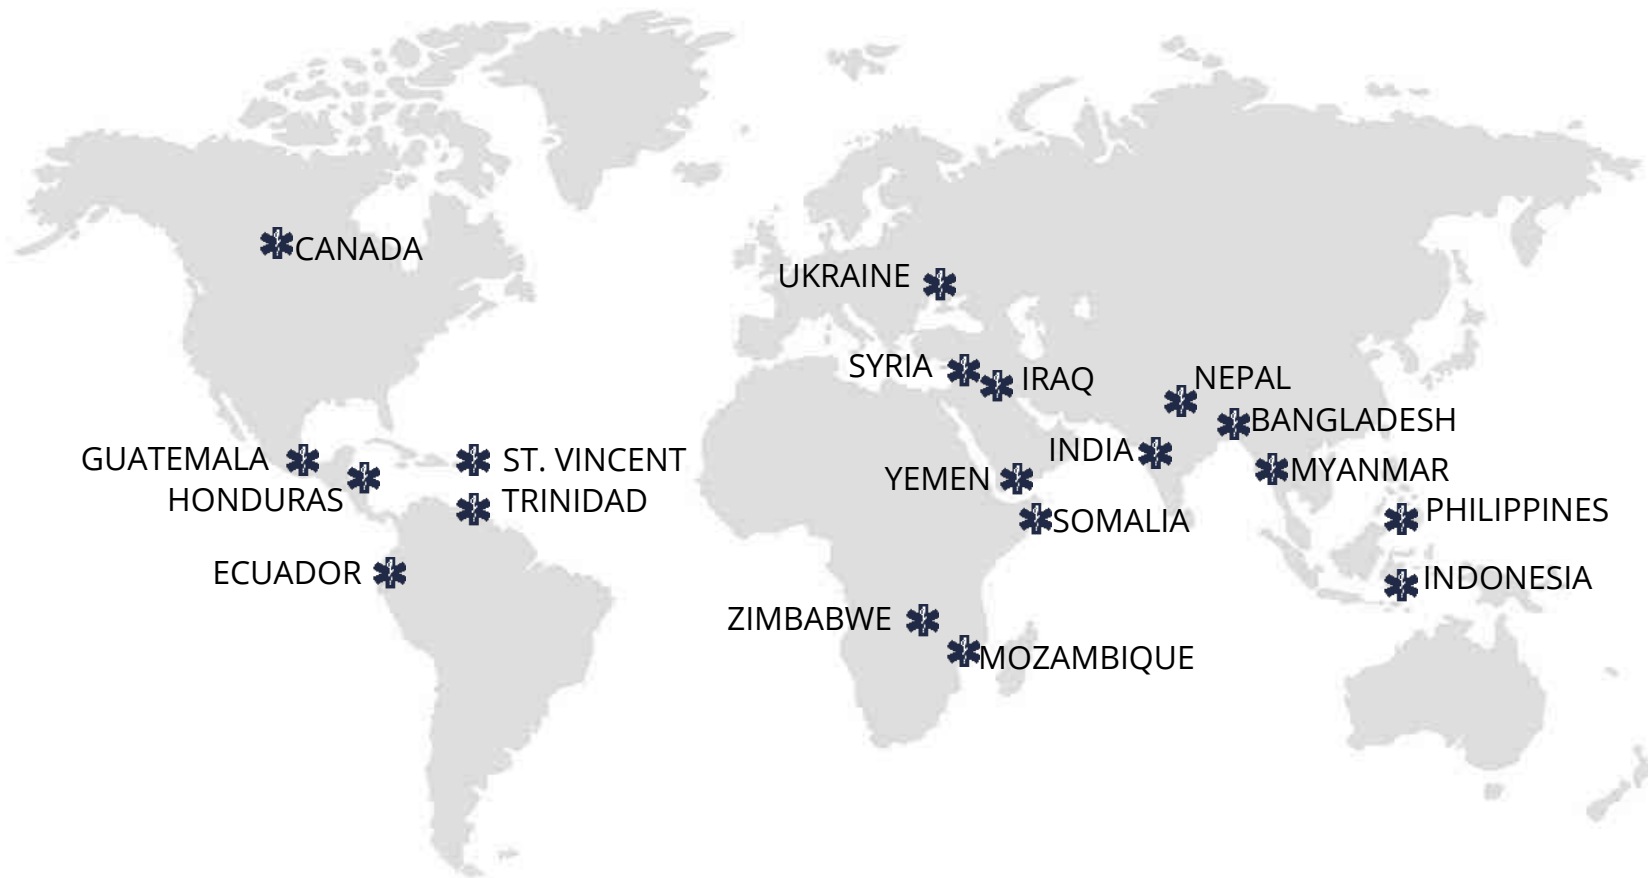 CANADA
UKRAINE
SYRIA
IRAQ
NEPAL
BANGLADESH
INDIA
GUATEMALA
ST. VINCENT
MYANMAR
YEMEN
HONDURAS
TRINIDAD
PHILIPPINES
SOMALIA
ECUADOR
INDONESIA
ZIMBABWE
MOZAMBIQUE